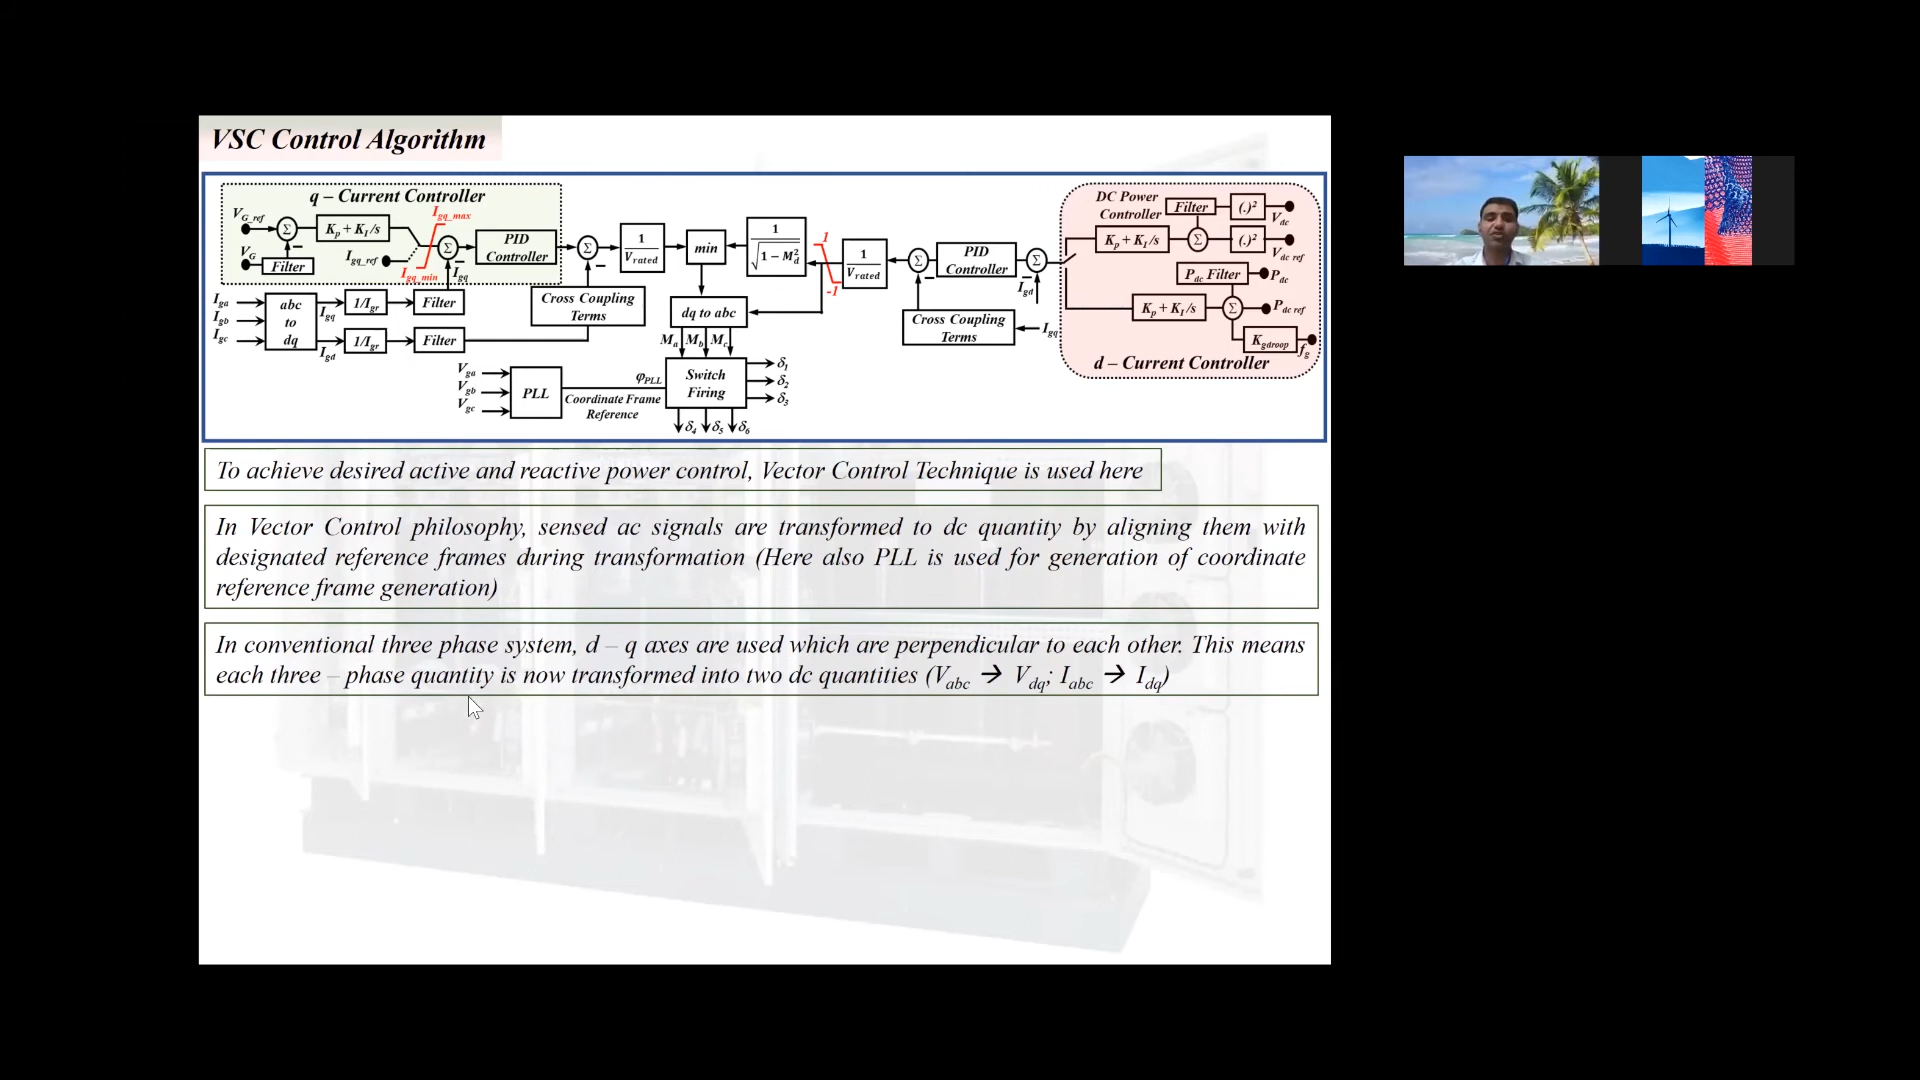 VSC Control Algorithm
q – Current Controller
V_G_ref
Σ
K_p + K_I/s
I_gq_max
V_G
Filter
I_gq_ref
I_gq_min
Σ
I_gq
PID
Controller
Σ
1
V_rated
min
1
√1 − M_d^2
1
-1
1
V_rated
Σ
PID
Controller
Σ
I_gd
DC Power
Controller
Filter
(.)²
V_dc
K_p + K_I/s
Σ
(.)²
V_dc ref
P_dc Filter
P_dc
K_p + K_I/s
Σ
P_dc ref
K_gdroop
f_g
d – Current Controller
I_ga
I_gb
I_gc
abc
to
dq
I_gq
1/I_gr
Filter
I_gd
1/I_gr
Filter
Cross Coupling
Terms
dq to abc
Cross Coupling
Terms
I_gq
M_a M_b M_c
V_ga
V_gb
V_gc
PLL
φ_PLL
Coordinate Frame
Reference
Switch
Firing
δ_1
δ_2
δ_3
δ_4 δ_5 δ_6
To achieve desired active and reactive power control, Vector Control Technique is used here
In Vector Control philosophy, sensed ac signals are transformed to dc quantity by aligning them with
designated reference frames during transformation (Here also PLL is used for generation of coordinate
reference frame generation)
In conventional three phase system, d – q axes are used which are perpendicular to each other. This means
each three – phase quantity is now transformed into two dc quantities (V_abc → V_dq; I_abc → I_dq)